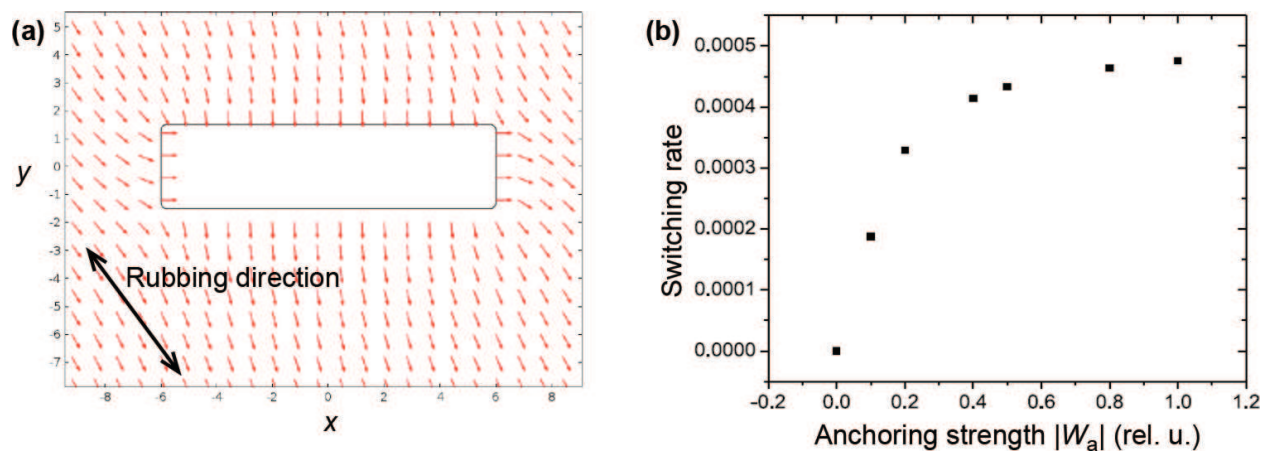 (a)
5
4
3
2
1
0
-1
-2
-3
-4
-5
-6
-7
y
Rubbing direction
-8 -6 -4 -2 0 2 4 6 8
x
(b)
0.0005
0.0004
0.0003
0.0002
0.0001
0.0000
Switching rate
-0.2 0.0 0.2 0.4 0.6 0.8 1.0 1.2
Anchoring strength |Wa| (rel. u.)